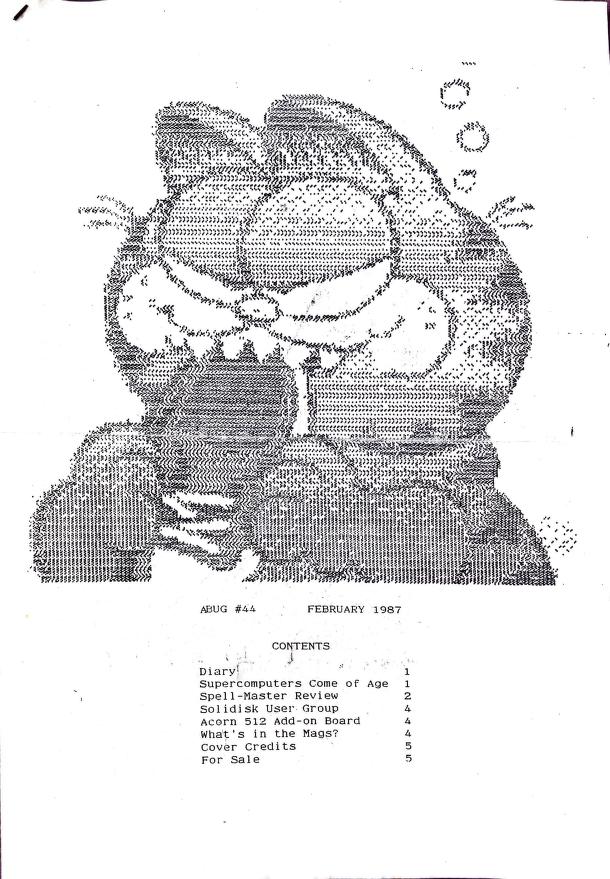 ABUG #44 FEBRUARY 1987
CONTENTS
Diary 1
Supercomputers Come of Age 1
Spell-Master Review 2
Solidisk User Group 4
Acorn 512 Add-on Board 4
What's in the Mags? 4
Cover Credits 5
For Sale 5